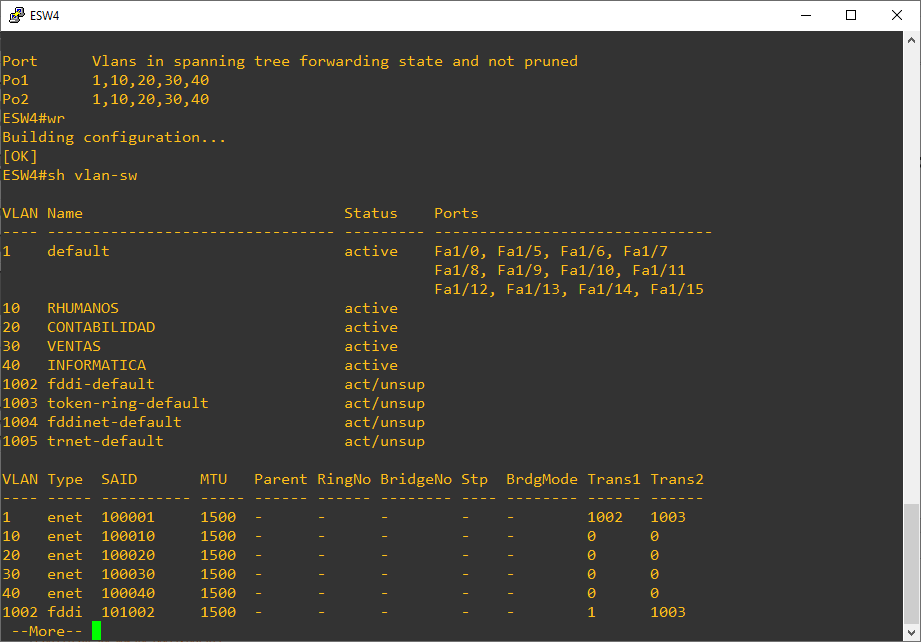 ESW4
Port      Vlans in spanning tree forwarding state and not pruned
Po1       1,10,20,30,40
Po2       1,10,20,30,40
ESW4#wr
Building configuration...
[OK]
ESW4#sh vlan-sw
VLAN Name                             Status    Ports
---- -------------------------------- --------- -------------------------------
1    default                          active    Fa1/0, Fa1/5, Fa1/6, Fa1/7
                                                Fa1/8, Fa1/9, Fa1/10, Fa1/11
                                                Fa1/12, Fa1/13, Fa1/14, Fa1/15
10   RHUMANOS                         active
20   CONTABILIDAD                     active
30   VENTAS                           active
40   INFORMATICA                      active
1002 fddi-default                     act/unsup
1003 token-ring-default               act/unsup
1004 fddinet-default                  act/unsup
1005 trnet-default                    act/unsup
VLAN Type  SAID       MTU   Parent RingNo BridgeNo Stp  BrdgMode Trans1 Trans2
---- ----- ---------- ----- ------ ------ -------- ---- -------- ------ ------
1    enet  100001     1500  -      -      -        -    -        1002   1003
10   enet  100010     1500  -      -      -        -    -        0      0
20   enet  100020     1500  -      -      -        -    -        0      0
30   enet  100030     1500  -      -      -        -    -        0      0
40   enet  100040     1500  -      -      -        -    -        0      0
1002 fddi  101002     1500  -      -      -        -    -        1      1003
 --More--